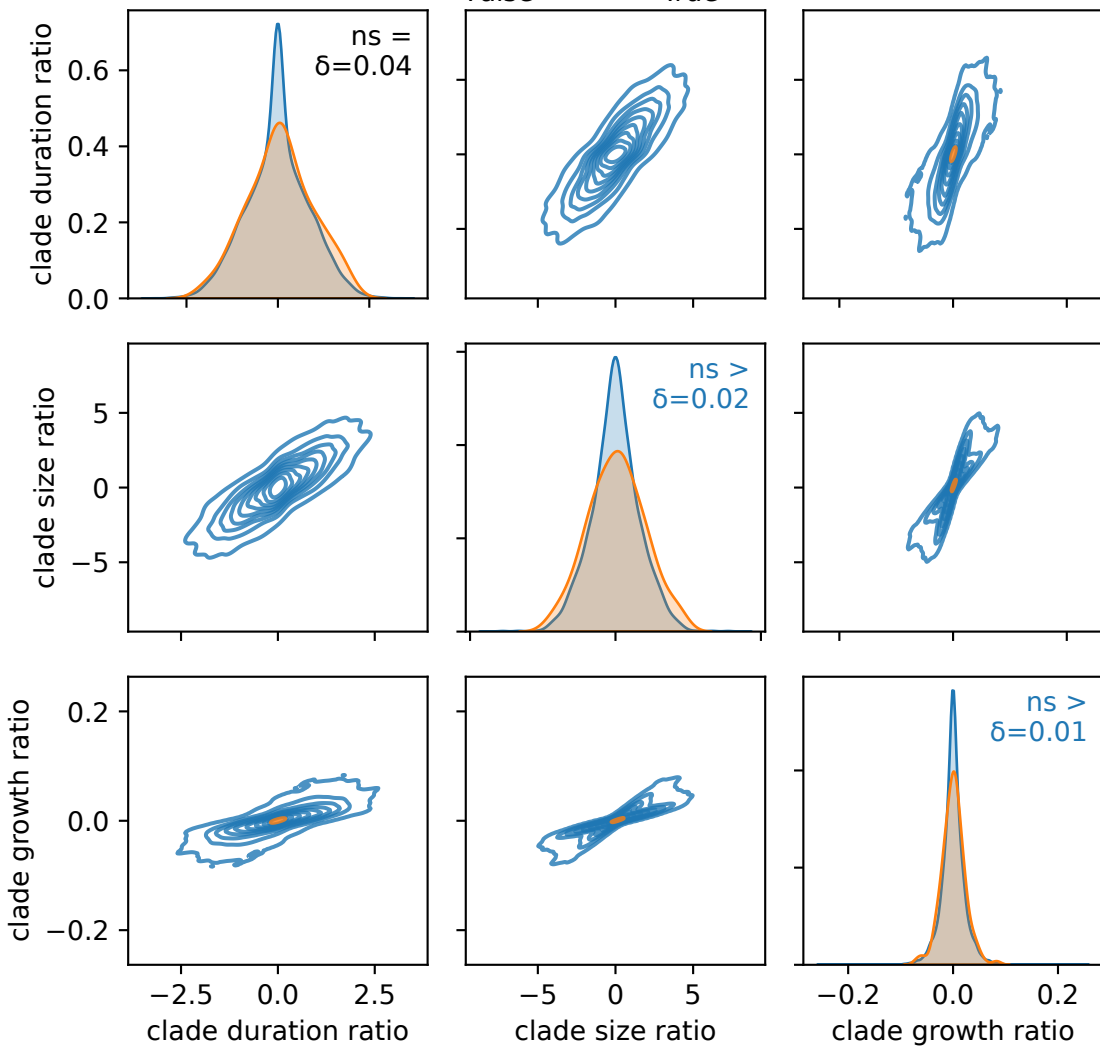 clade duration ratio
0.6
0.4
0.2
0.0
ns =
δ=0.04
clade size ratio
5
0
−5
ns >
δ=0.02
clade growth ratio
0.2
0.0
−0.2
ns >
δ=0.01
−2.5 0.0 2.5
−5 0 5
−0.2 0.0 0.2
clade duration ratio
clade size ratio
clade growth ratio